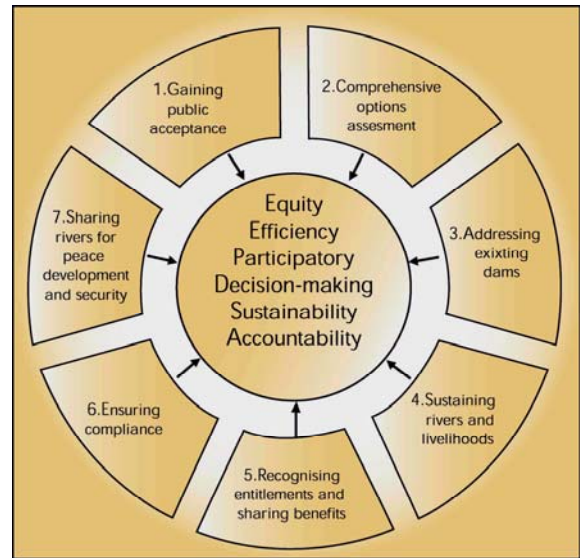 1.Gaining
public
acceptance
2.Comprehensive
options
assesment
3.Addressing
exixting
dams
4.Sustaining
rivers and
livelihoods
5.Recognising
entitlements and
sharing benefits
6.Ensuring
compliance
7.Sharing
rivers for
peace
development
and security
Equity
Efficiency
Participatory
Decision-making
Sustainability
Accountability